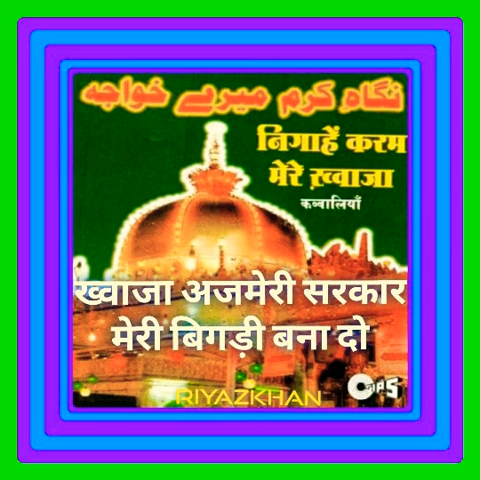 نگاہِ کرم میرے خواجہ
निगाहें करम
मेरे ख़्वाजा
कव्वालियाँ
ख्वाजा अजमेरी सरकार
मेरी बिगड़ी बना दो
RIYAZKHAN
TIPS